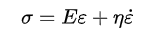 σ = Eε + ηε̇